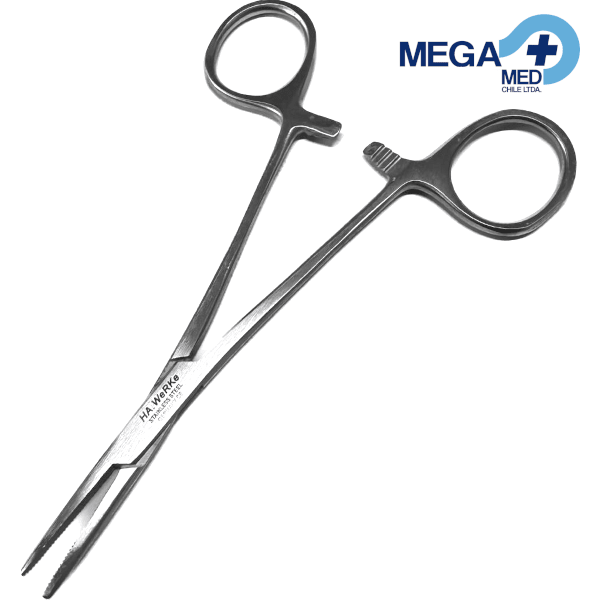 MEGA
MED
CHILE LTDA.
HA.WeRKe
STAINLESS STEEL